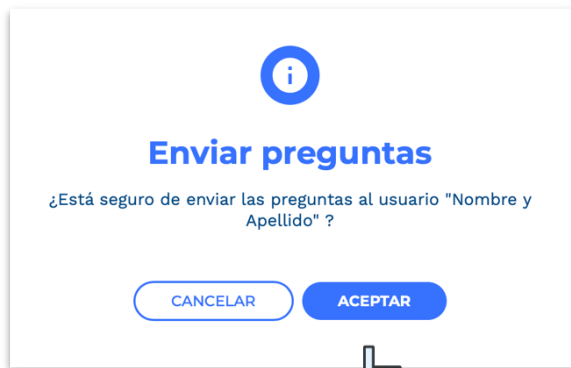 i
Enviar preguntas
¿Está seguro de enviar las preguntas al usuario "Nombre y
Apellido" ?
CANCELAR
ACEPTAR